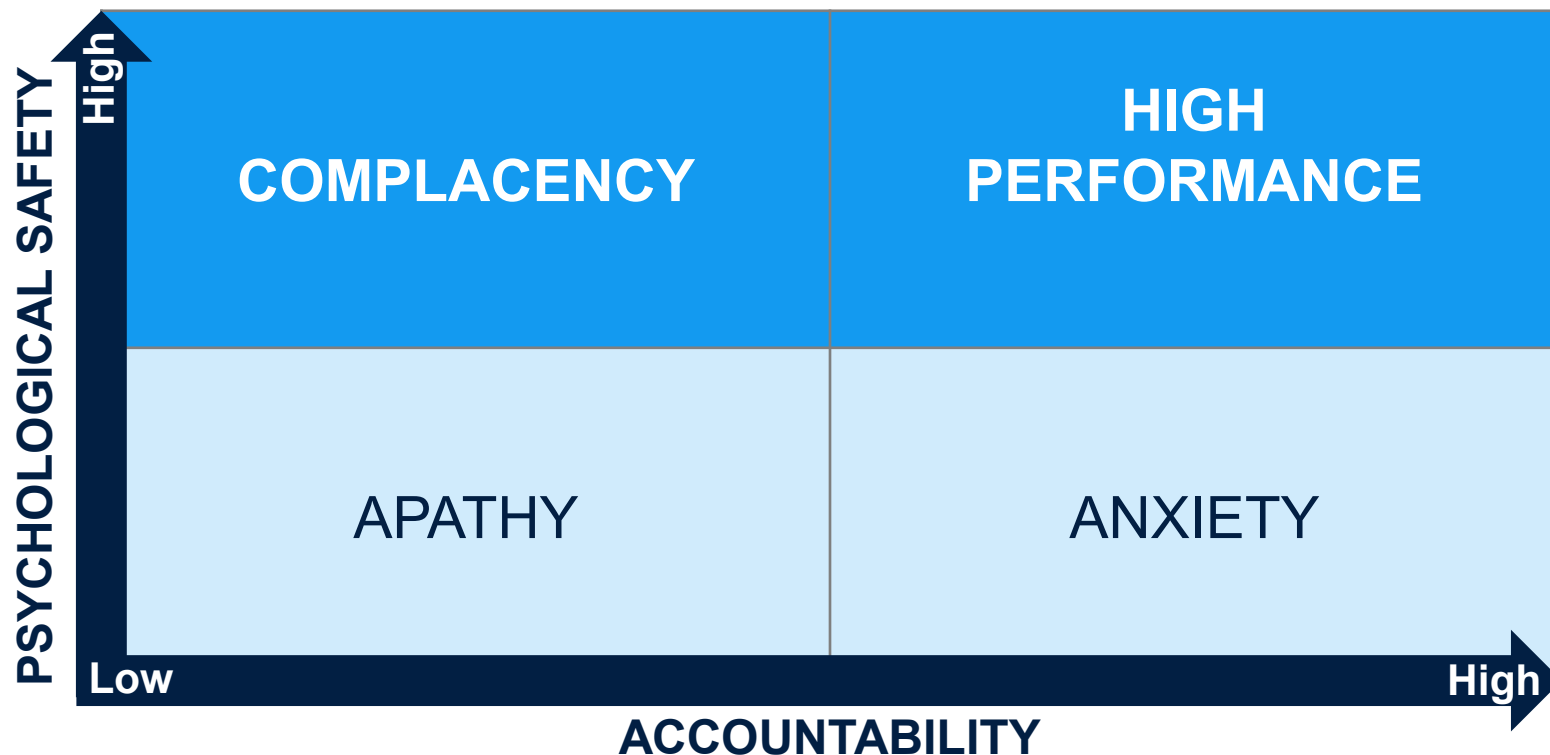 PSYCHOLOGICAL SAFETY
High
COMPLACENCY
HIGH
PERFORMANCE
APATHY
ANXIETY
Low
High
ACCOUNTABILITY